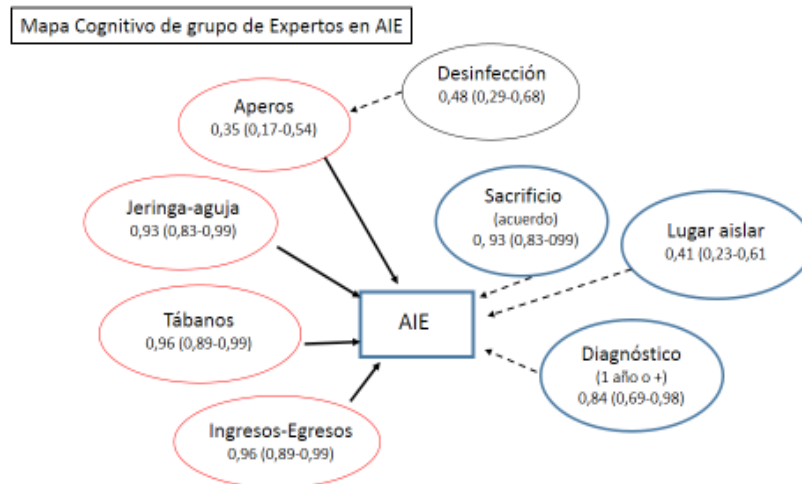 Mapa Cognitivo de grupo de Expertos en AIE
Desinfección
0,48 (0,29-0,68)
Aperos
0,35 (0,17-0,54)
Jeringa-aguja
0,93 (0,83-0,99)
Sacrificio
(acuerdo)
0, 93 (0,83-099)
Lugar aislar
0,41 (0,23-0,61
Tábanos
0,96 (0,89-0,99)
AIE
Diagnóstico
(1 año o +)
0,84 (0,69-0,98)
Ingresos-Egresos
0,96 (0,89-0,99)